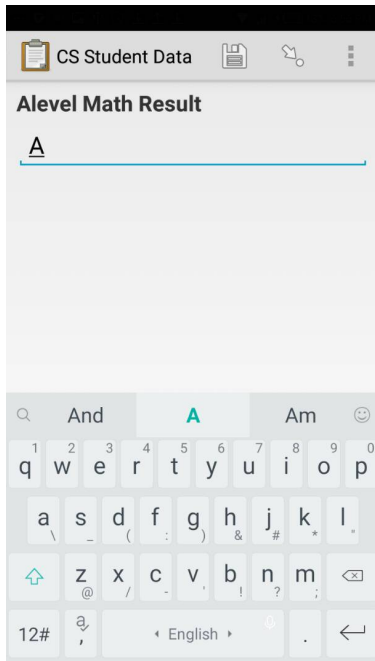 CS Student Data
Alevel Math Result
A
And A Am
1 2 3 4 5 6 7 8 9 0
q w e r t y u i o p
a s d f g h j k l
\ _ ( : ) & # * "
z x c v b n m
@ / - ' ! ? ;
12# , English .